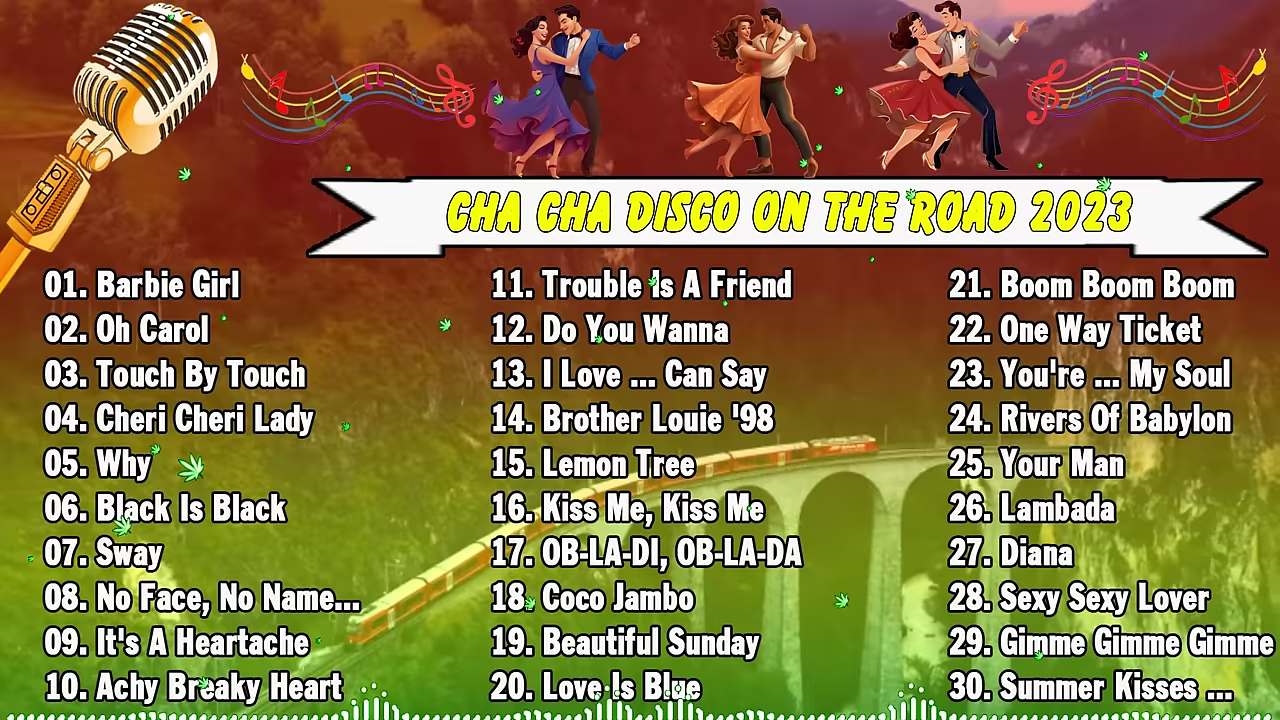 CHA CHA DISCO ON THE ROAD 2023
01. Barbie Girl
02. Oh Carol
03. Touch By Touch
04. Cheri Cheri Lady
05. Why
06. Black Is Black
07. Sway
08. No Face, No Name...
09. It's A Heartache
10. Achy Breaky Heart
11. Trouble Is A Friend
12. Do You Wanna
13. I Love ... Can Say
14. Brother Louie '98
15. Lemon Tree
16. Kiss Me, Kiss Me
17. OB-LA-DI, OB-LA-DA
18. Coco Jambo
19. Beautiful Sunday
20. Love Is Blue
21. Boom Boom Boom
22. One Way Ticket
23. You're ... My Soul
24. Rivers Of Babylon
25. Your Man
26. Lambada
27. Diana
28. Sexy Sexy Lover
29. Gimme Gimme Gimme
30. Summer Kisses ...